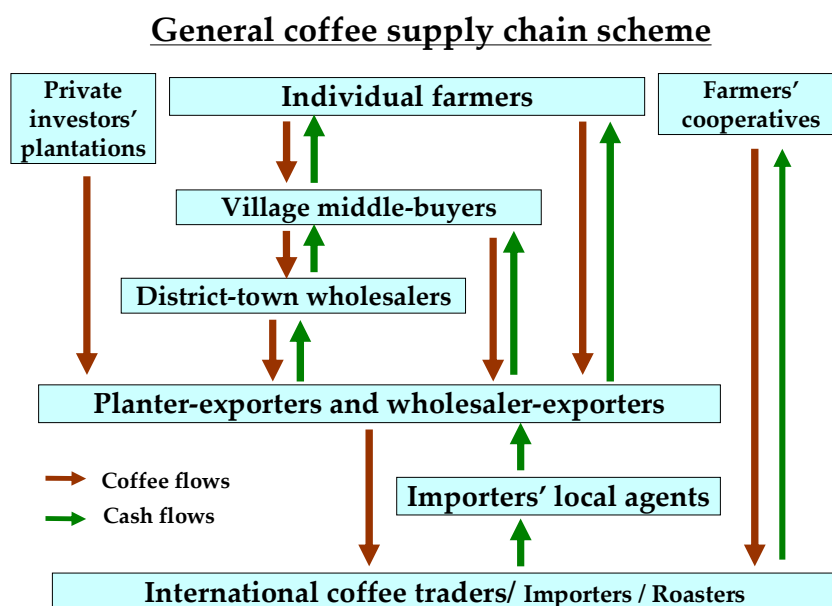 General coffee supply chain scheme
Private
investors’
plantations
Individual farmers
Farmers’
cooperatives
Village middle-buyers
District-town wholesalers
Planter-exporters and wholesaler-exporters
Coffee flows
Cash flows
Importers’ local agents
International coffee traders/ Importers / Roasters